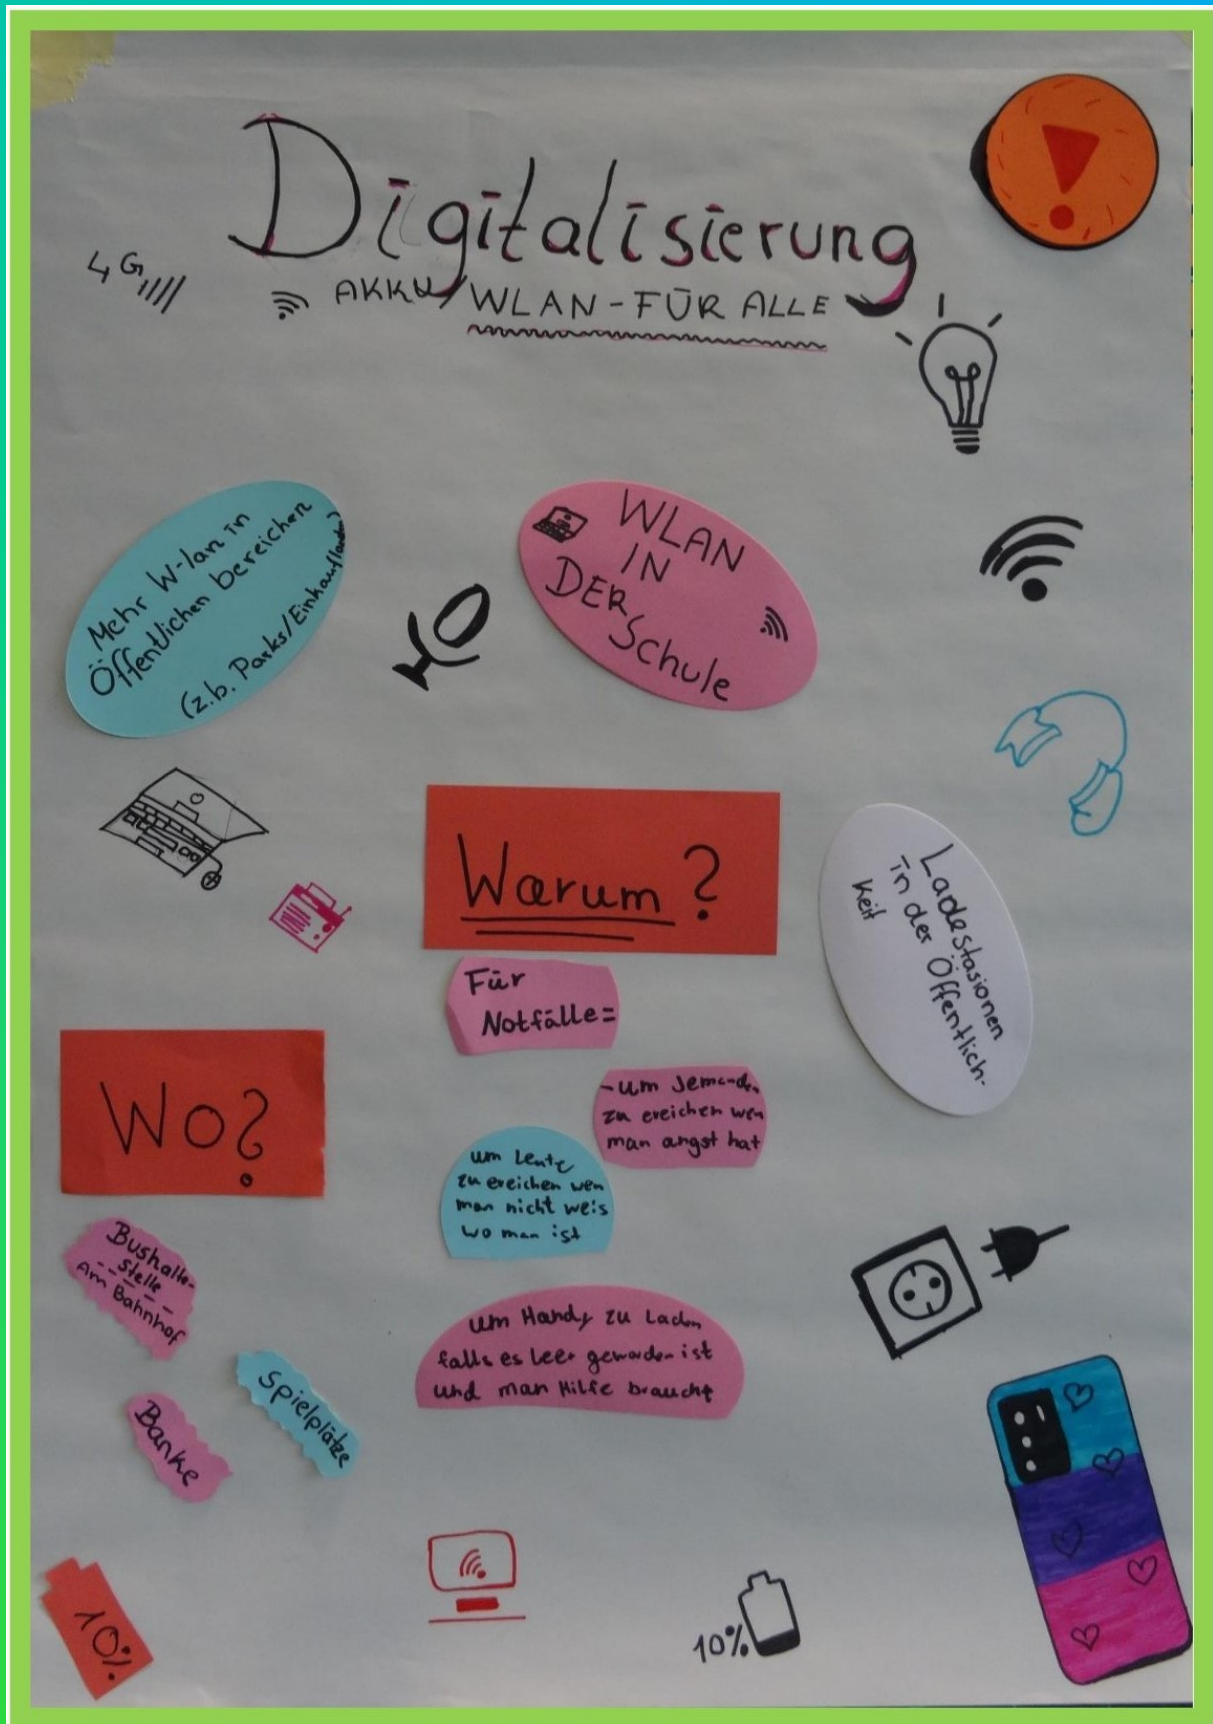 Digitalisierung
4G
AKKU/WLAN-FÜR ALLE
Mehr W-lan in
Öffentlichen bereichen
(z.b. Parks/Einkaufläden)
WLAN
IN
DER
Schule
Warum?
Ladestasionen
in der Öffentlich-
keit
Für
Notfälle=
-um Jemanden
zu ereichen wen
man angst hat
um Leute
zu ereichen wen
man nicht weis
wo man ist
um Handy zu Laden
falls es leer geworden ist
und man Hilfe braucht
Wo?
Bushalte-
stelle
Am Bahnhof
Spielplätze
Banke
10%
10%